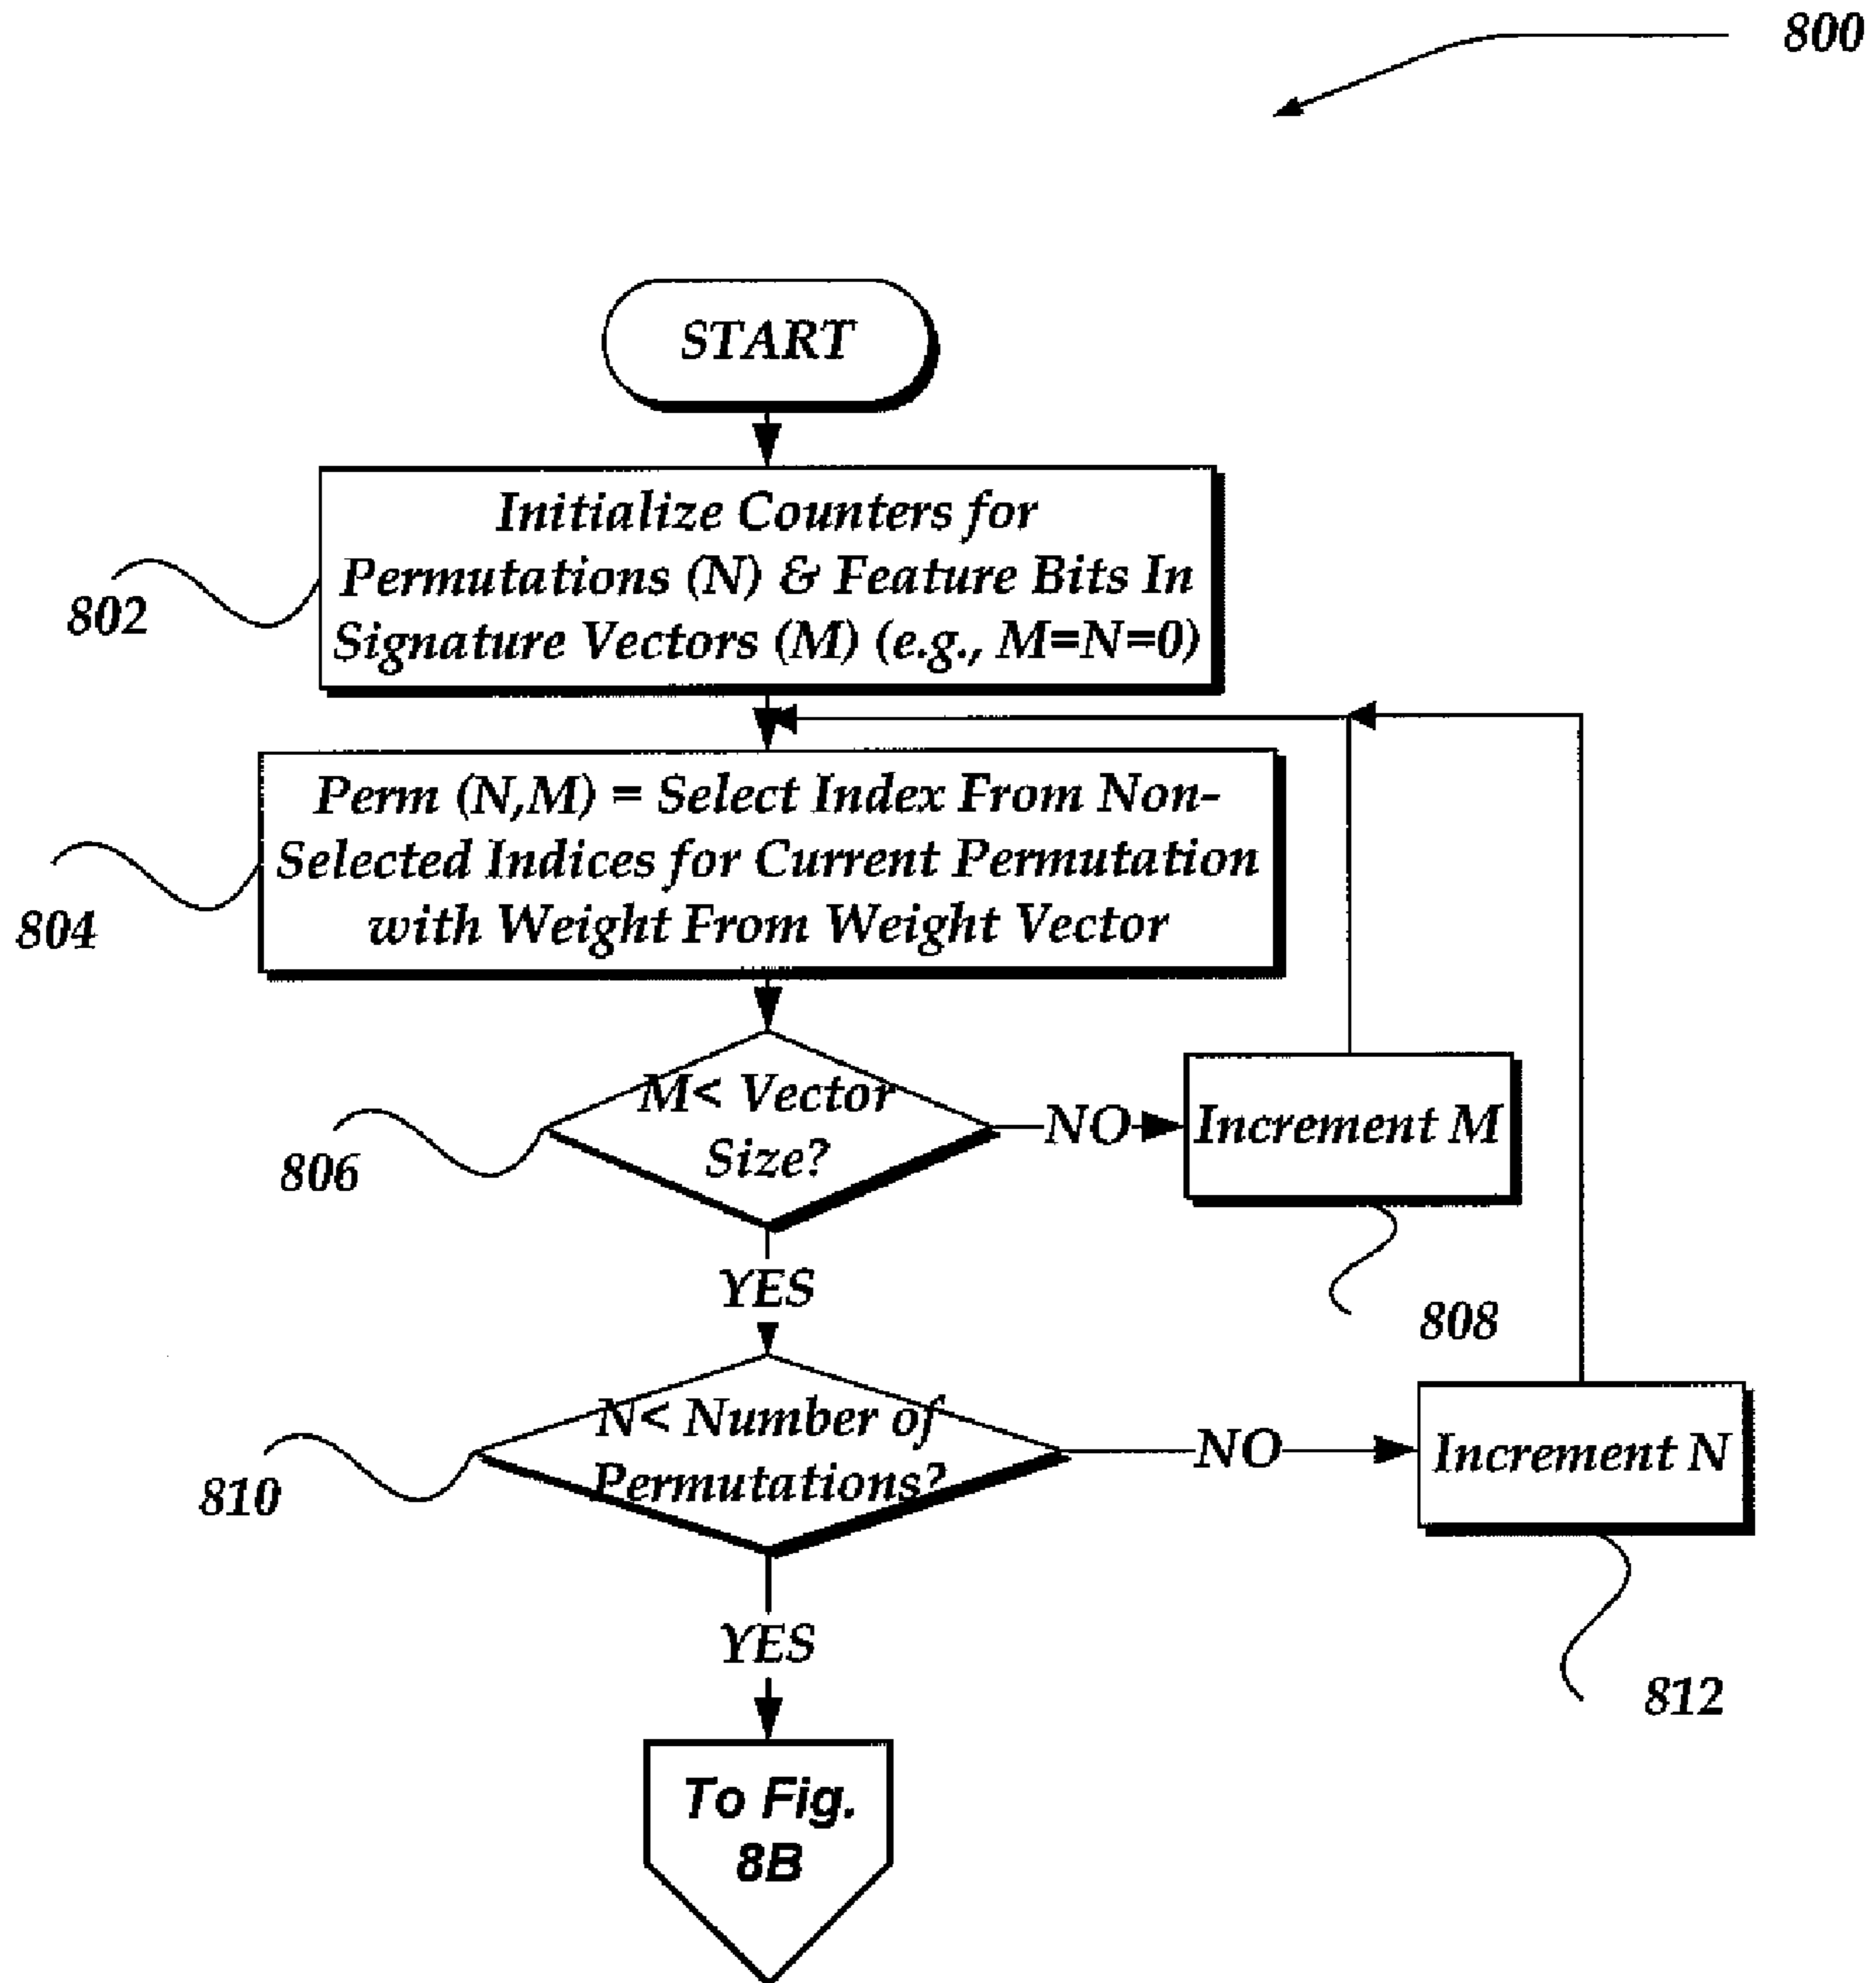 800
START
Initialize Counters for
Permutations (N) & Feature Bits In
Signature Vectors (M) (e.g., M=N=0)
802
Perm (N,M) = Select Index From Non-
Selected Indices for Current Permutation
with Weight From Weight Vector
804
M< Vector
Size?
806
NO
Increment M
808
YES
N< Number of
Permutations?
810
NO
Increment N
812
YES
To Fig.
8B